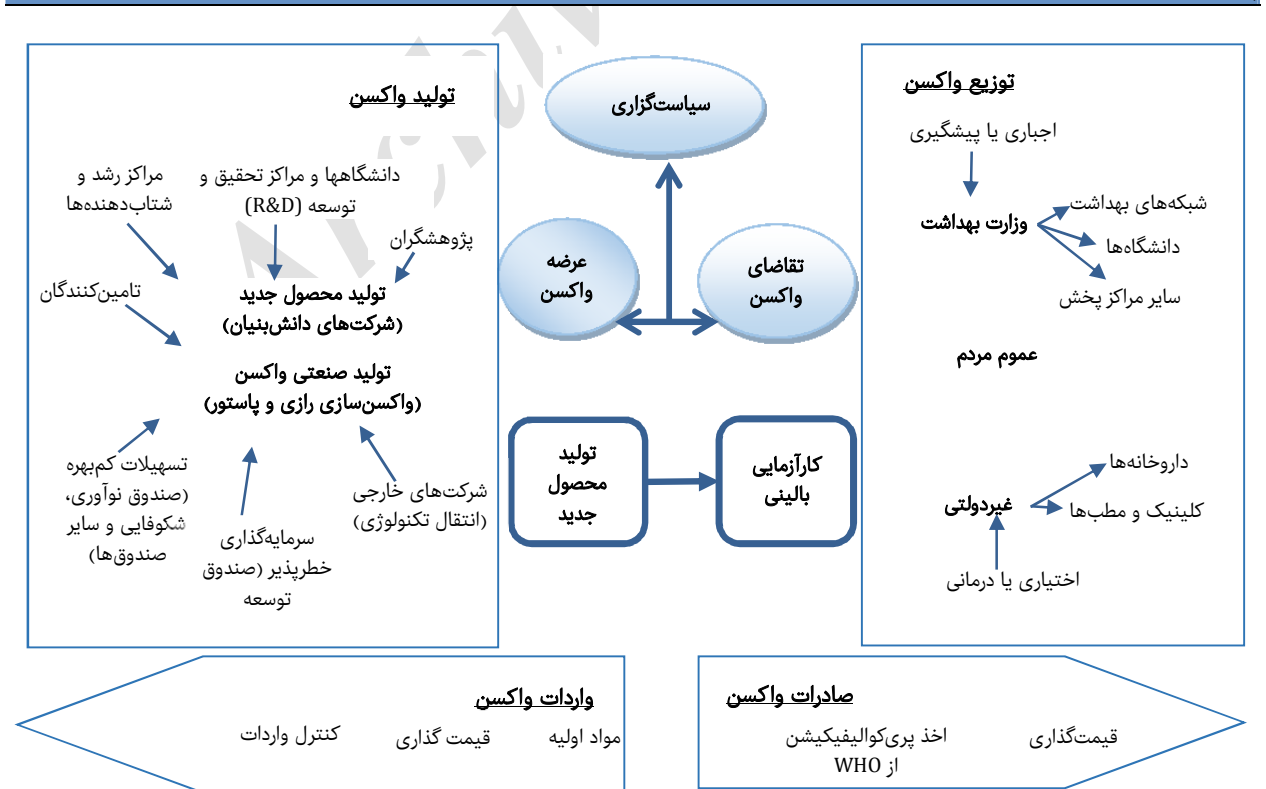 تولید واکسن
مراکز رشد و
شتاب‌دهنده‌ها
دانشگاهها و مراکز تحقیق و
توسعه (R&D)
پژوهشگران
تامین‌کنندگان
تولید محصول جدید
(شرکت‌های دانش‌بنیان)
تولید صنعتی واکسن
(واکسن‌سازی رازی و پاستور)
تسهیلات کم‌بهره
(صندوق نوآوری،
شکوفایی و سایر
صندوق‌ها)
سرمایه‌گذاری
خطرپذیر (صندوق
توسعه
شرکت‌های خارجی
(انتقال تکنولوژی)
سیاست‌گزاری
عرضه
واکسن
تقاضای
واکسن
تولید
محصول
جدید
کارآزمایی
بالینی
توزیع واکسن
اجباری یا پیشگیری
وزارت بهداشت
شبکه‌های بهداشت
دانشگاه‌ها
سایر مراکز پخش
عموم مردم
داروخانه‌ها
غیردولتی
کلینیک و مطب‌ها
اختیاری یا درمانی
واردات واکسن
مواد اولیه
قیمت گذاری
کنترل واردات
صادرات واکسن
اخذ پری‌کوالیفیکیشن
از WHO
قیمت‌گذاری